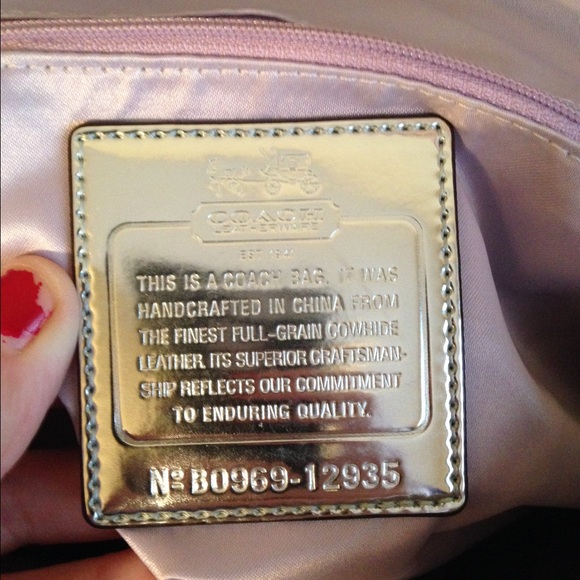 COACH
LEATHERWARE
EST. 1941
THIS IS A COACH BAG. IT WAS
HANDCRAFTED IN CHINA FROM
THE FINEST FULL-GRAIN COWHIDE
LEATHER. ITS SUPERIOR CRAFTSMAN-
SHIP REFLECTS OUR COMMITMENT
TO ENDURING QUALITY.
Nº B0969-12935